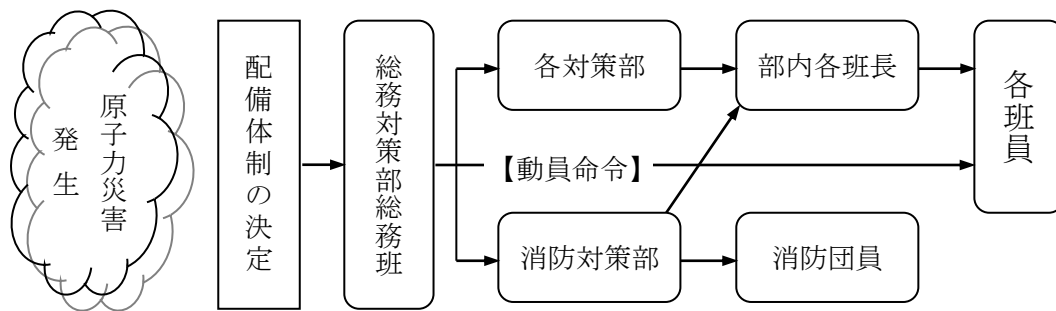 原子力災害
発生
配備体制の決定
総務対策部総務班
各対策部
部内各班長
各班員
【動員命令】
消防対策部
消防団員